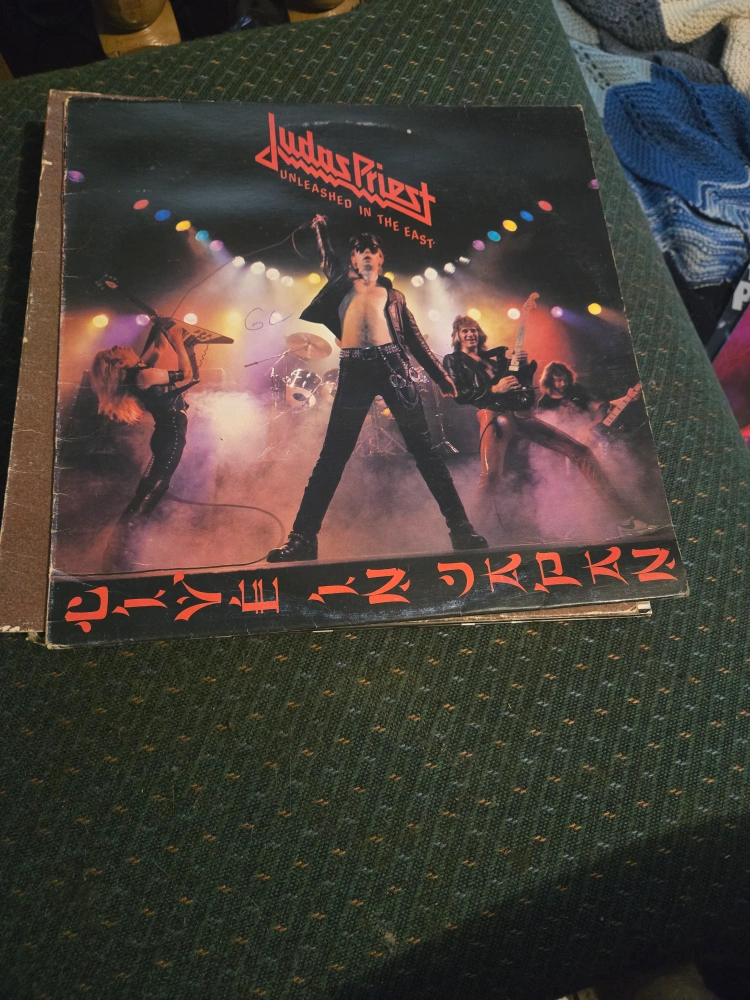 Judas Priest
UNLEASHED IN THE EAST
LIVE IN JAPAN